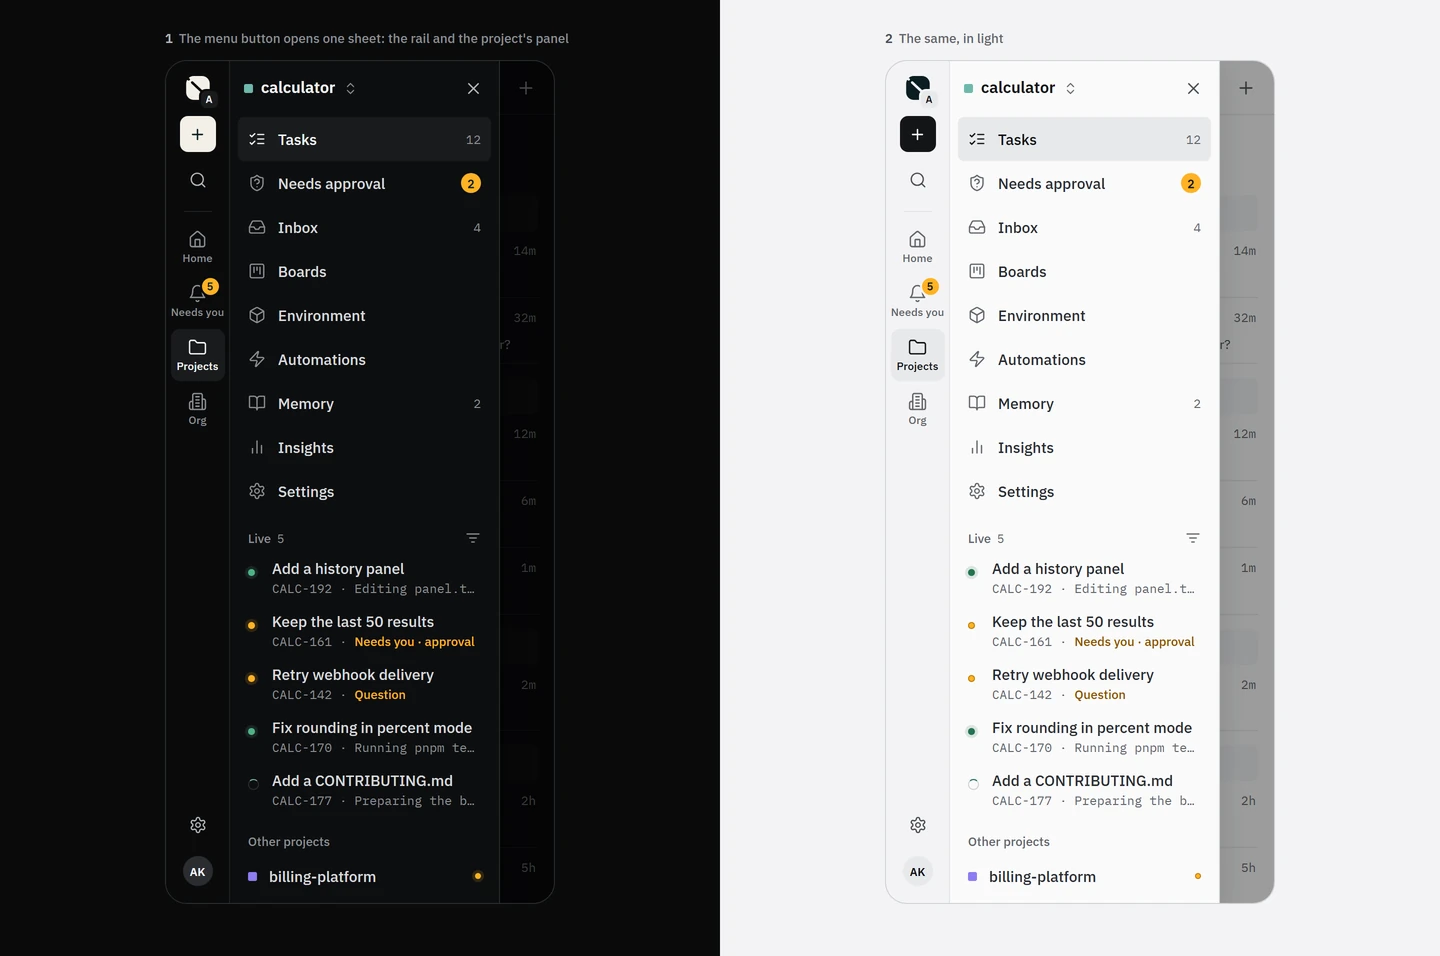 1 The menu button opens one sheet: the rail and the project's panel
A
calculator
Tasks 12
Needs approval 2
Inbox 4
Boards
Environment
Automations
Memory 2
Insights
Settings
Home
5
Needs you
Projects
Org
Live 5
Add a history panel
CALC-192 · Editing panel.t…
Keep the last 50 results
CALC-161 · Needs you · approval
Retry webhook delivery
CALC-142 · Question
Fix rounding in percent mode
CALC-170 · Running pnpm te…
Add a CONTRIBUTING.md
CALC-177 · Preparing the b…
Other projects
billing-platform
AK
14m
32m
r?
12m
6m
1m
2m
2h
5h
2 The same, in light
A
calculator
Tasks 12
Needs approval 2
Inbox 4
Boards
Environment
Automations
Memory 2
Insights
Settings
Home
5
Needs you
Projects
Org
Live 5
Add a history panel
CALC-192 · Editing panel.t…
Keep the last 50 results
CALC-161 · Needs you · approval
Retry webhook delivery
CALC-142 · Question
Fix rounding in percent mode
CALC-170 · Running pnpm te…
Add a CONTRIBUTING.md
CALC-177 · Preparing the b…
Other projects
billing-platform
AK
14m
32m
r?
12m
6m
1m
2m
2h
5h